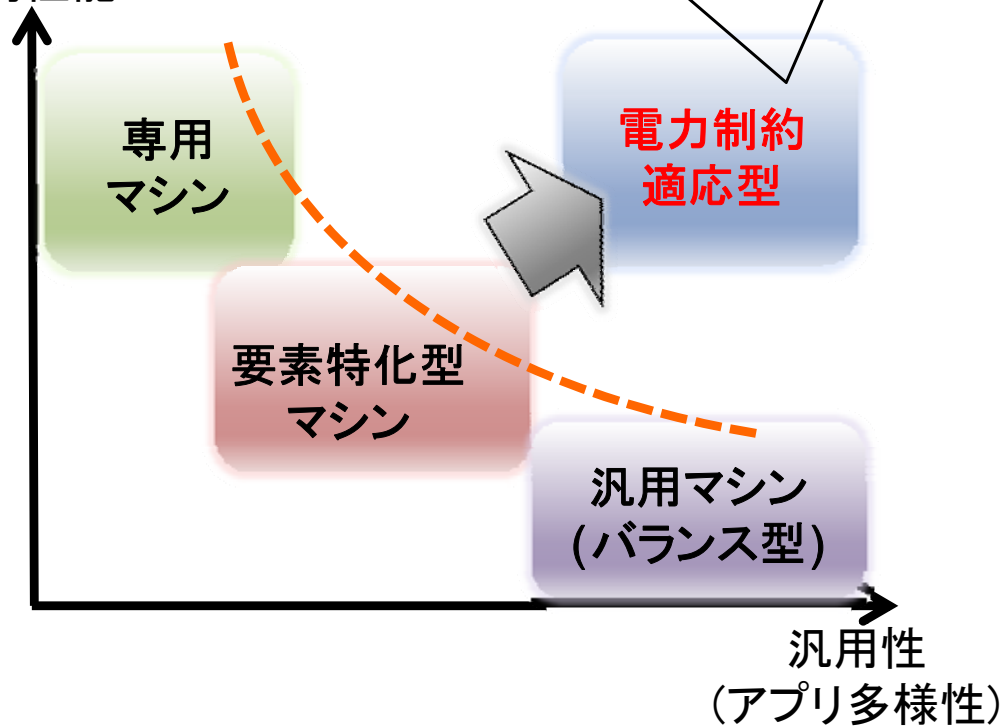 専用
マシン
電力制約
適応型
要素特化型
マシン
汎用マシン
(バランス型)
汎用性
(アプリ多様性)